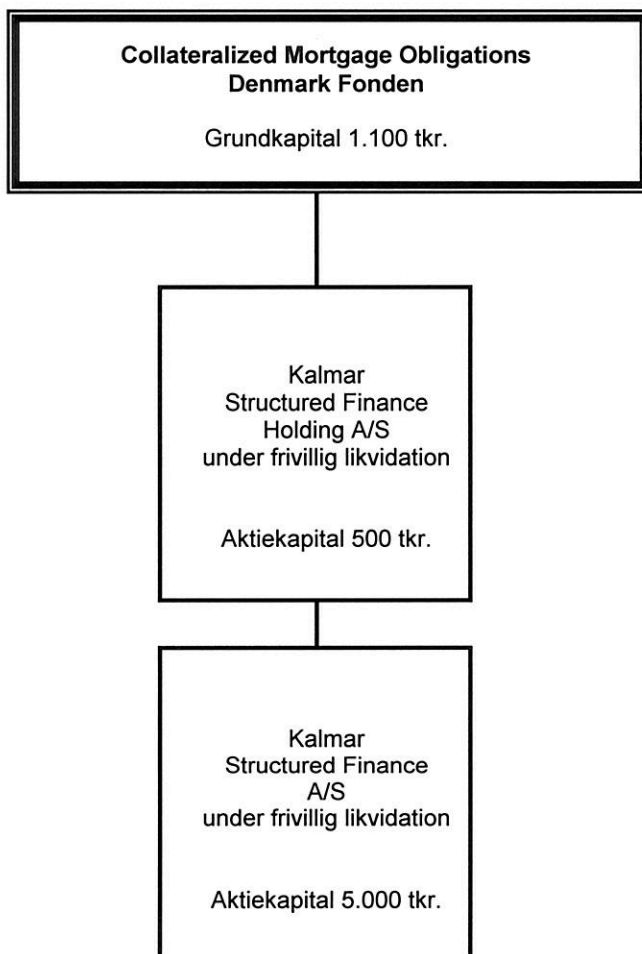 Collateralized Mortgage Obligations
Denmark Fonden
Grundkapital 1.100 tkr.
Kalmar
Structured Finance
Holding A/S
under frivillig likvidation
Aktiekapital 500 tkr.
Kalmar
Structured Finance
A/S
under frivillig likvidation
Aktiekapital 5.000 tkr.